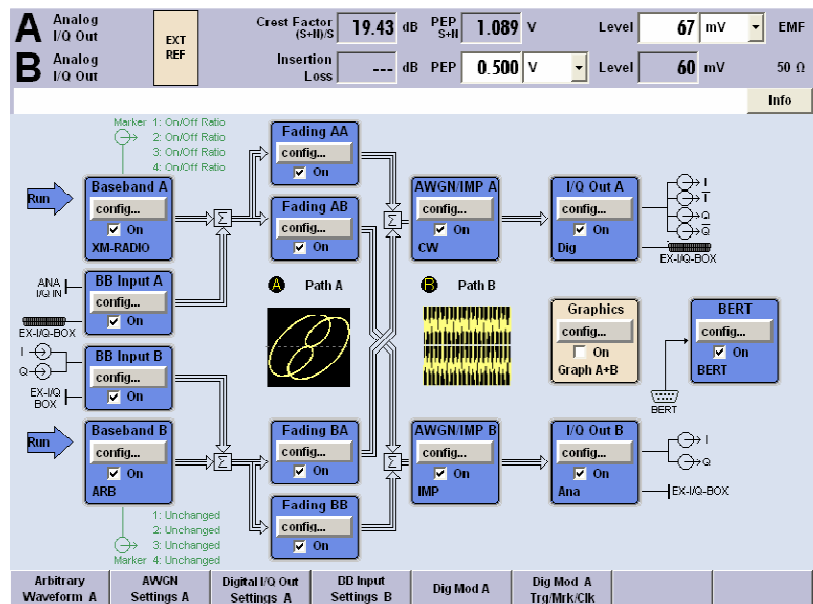 A Analog I/Q Out
EXT REF
Crest Factor (S+N)/S 19.43 dB PEP S+N 1.089 V Level 67 mV EMF
B Analog I/Q Out
Insertion Loss --- dB PEP 0.500 V Level 60 mV 50 Ω
Info
Marker 1: On/Off Ratio
2: On/Off Ratio
3: On/Off Ratio
4: On/Off Ratio
Fading AA
config...
On
Run
Baseband A
config...
On
XM-RADIO
Σ
Fading AB
config...
On
Σ
AWGN/IMP A
config...
On
CW
I/Q Out A
config...
On
Dig
I
I
Q
Q
EX-I/Q-BOX
ANA I/Q IN
BB Input A
config...
On
EX-I/Q-BOX
A Path A
B Path B
Graphics
config...
On
Graph A+B
BERT
config...
On
BERT
BERT
I
Q
EX-I/Q BOX
BB Input B
config...
On
Run
Baseband B
config...
On
ARB
Σ
Fading BA
config...
On
Σ
AWGN/IMP B
config...
On
IMP
I/Q Out B
config...
On
Ana
I
Q
EX-I/Q-BOX
Fading BB
config...
On
1: Unchanged
2: Unchanged
3: Unchanged
Marker 4: Unchanged
Arbitrary Waveform A
AWGN Settings A
Digital I/Q Out Settings A
BB Input Settings B
Dig Mod A
Dig Mod A Trg/Mrk/Clk